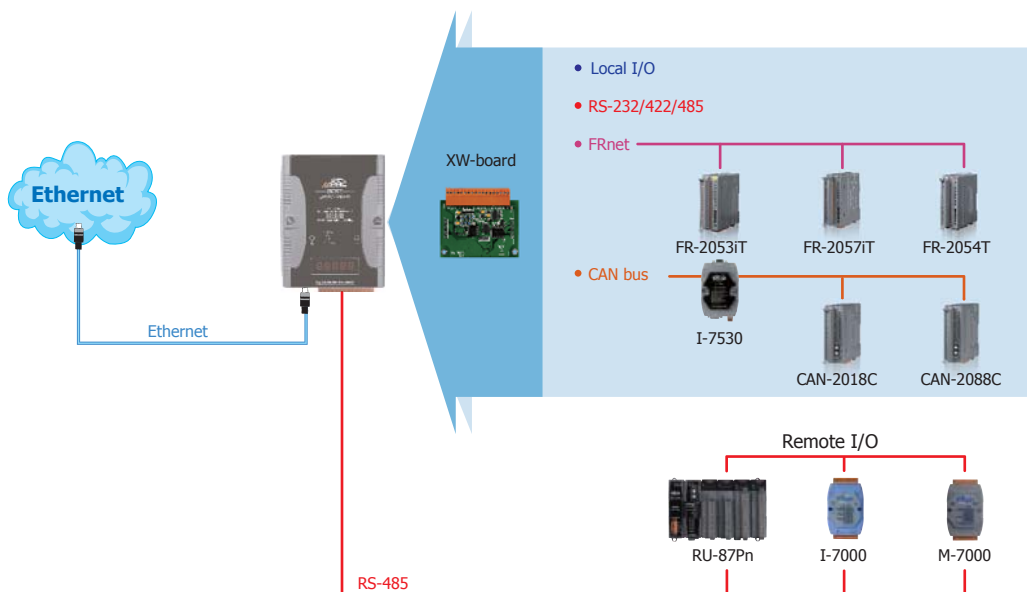 Local I/O
RS-232/422/485
XW-board
FRnet
Ethernet
FR-2053iT FR-2057iT FR-2054T
CAN bus
Ethernet
I-7530
CAN-2018C CAN-2088C
Remote I/O
RU-87Pn I-7000 M-7000
RS-485